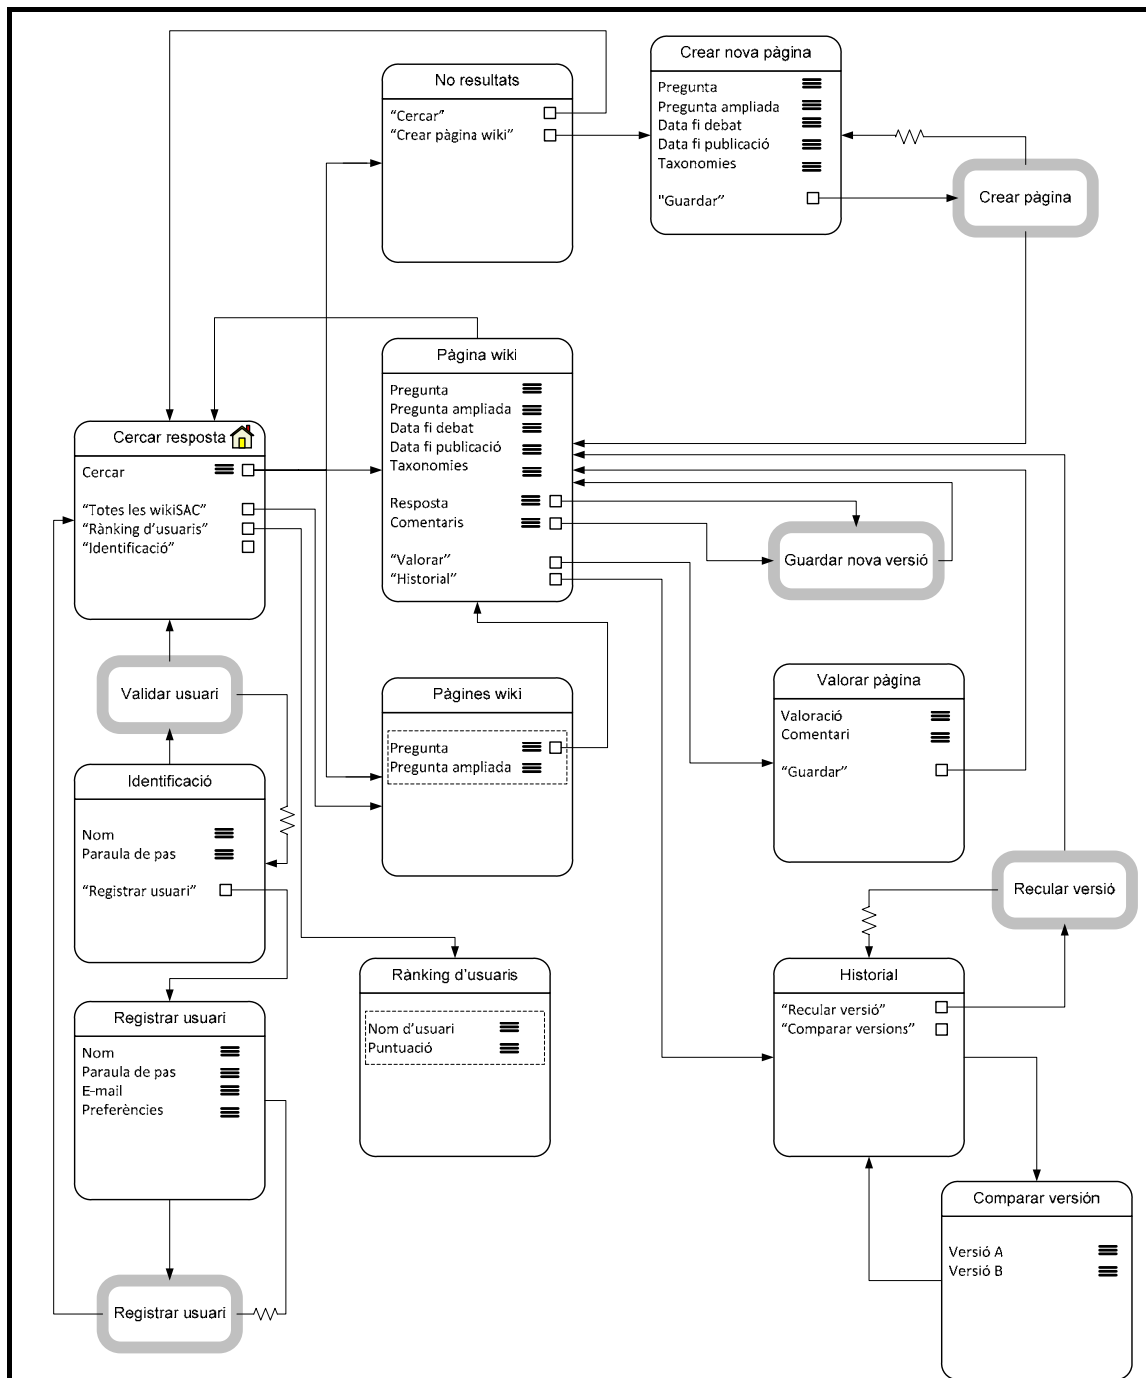 No resultats
“Cercar”
“Crear pàgina wiki”
Crear nova pàgina
Pregunta
Pregunta ampliada
Data fi debat
Data fi publicació
Taxonomies
"Guardar”
Crear pàgina
Pàgina wiki
Pregunta
Pregunta ampliada
Data fi debat
Data fi publicació
Taxonomies
Resposta
Comentaris
“Valorar”
“Historial”
Cercar resposta
Cercar
“Totes les wikiSAC”
“Rànking d’usuaris”
“Identificació”
Guardar nova versió
Validar usuari
Pàgines wiki
Pregunta
Pregunta ampliada
Valorar pàgina
Valoració
Comentari
“Guardar”
Identificació
Nom
Paraula de pas
“Registrar usuari”
Recular versió
Rànking d’usuaris
Nom d’usuari
Puntuació
Historial
“Recular versió”
“Comparar versions”
Registrar usuari
Nom
Paraula de pas
E-mail
Preferències
Comparar versión
Versió A
Versió B
Registrar usuari